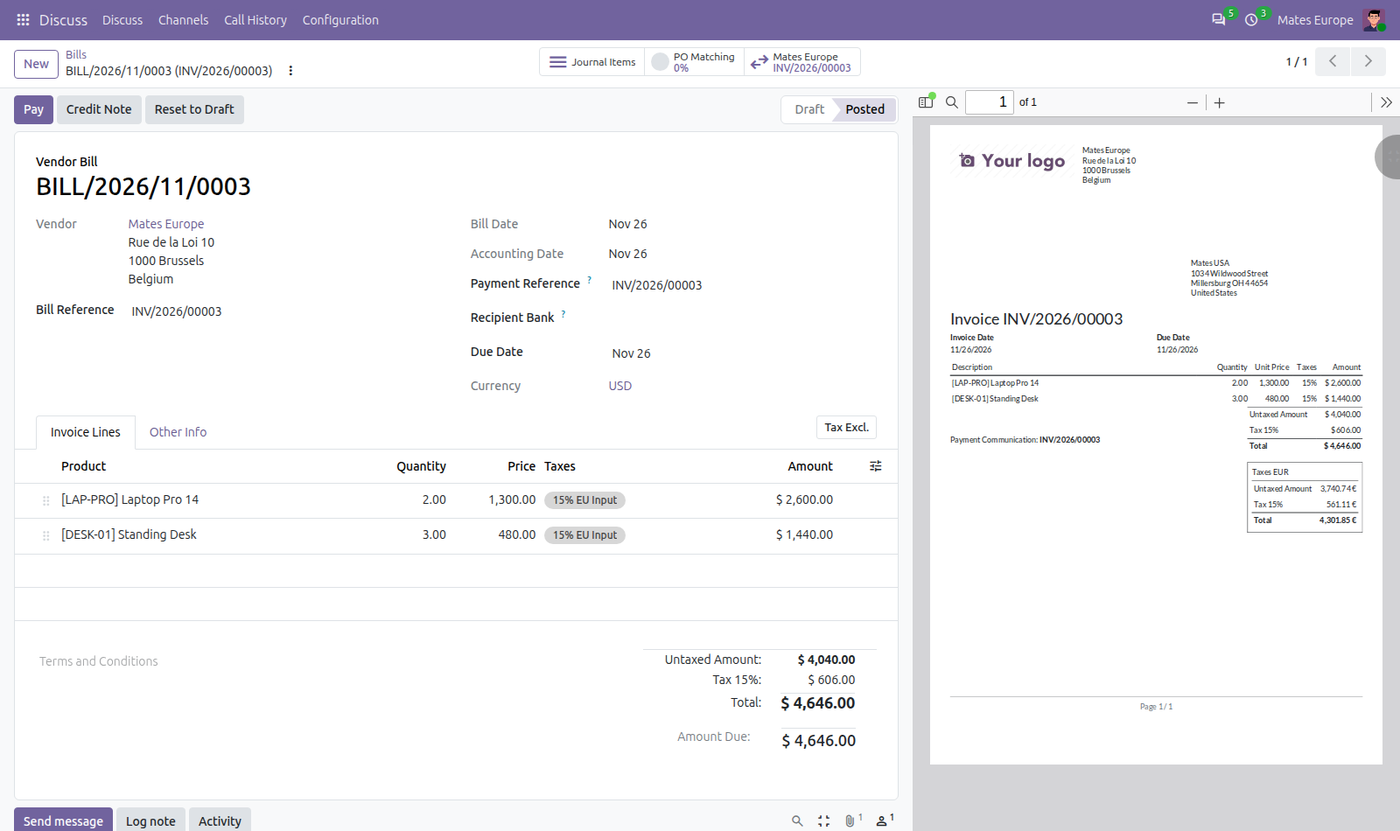 Discuss Discuss Channels Call History Configuration 5 3 Mates Europe
New Bills
BILL/2026/11/0003 (INV/2026/00003)
Journal Items PO Matching 0% Mates Europe INV/2026/00003 1 / 1
Pay Credit Note Reset to Draft Draft Posted
Vendor Bill
BILL/2026/11/0003
Vendor Mates Europe
Rue de la Loi 10
1000 Brussels
Belgium
Bill Reference INV/2026/00003
Bill Date Nov 26
Accounting Date Nov 26
Payment Reference ? INV/2026/00003
Recipient Bank ?
Due Date Nov 26
Currency USD
Invoice Lines Other Info Tax Excl.
Product Quantity Price Taxes Amount
[LAP-PRO] Laptop Pro 14 2.00 1,300.00 15% EU Input $ 2,600.00
[DESK-01] Standing Desk 3.00 480.00 15% EU Input $ 1,440.00
Terms and Conditions
Untaxed Amount: $ 4,040.00
Tax 15%: $ 606.00
Total: $ 4,646.00
Amount Due: $ 4,646.00
Send message Log note Activity 1 1
1 of 1
Your logo
Mates Europe
Rue de la Loi 10
1000 Brussels
Belgium
Mates USA
1034 Wildwood Street
Millersburg OH 44654
United States
Invoice INV/2026/00003
Invoice Date Due Date
11/26/2026 11/26/2026
Description Quantity Unit Price Taxes Amount
[LAP-PRO] Laptop Pro 14 2.00 1,300.00 15% $ 2,600.00
[DESK-01] Standing Desk 3.00 480.00 15% $ 1,440.00
Untaxed Amount $ 4,040.00
Tax 15% $ 606.00
Payment Communication: INV/2026/00003
Total $ 4,646.00
Taxes EUR
Untaxed Amount 3,740.74 €
Tax 15% 561.11 €
Total 4,301.85 €
Page 1 / 1